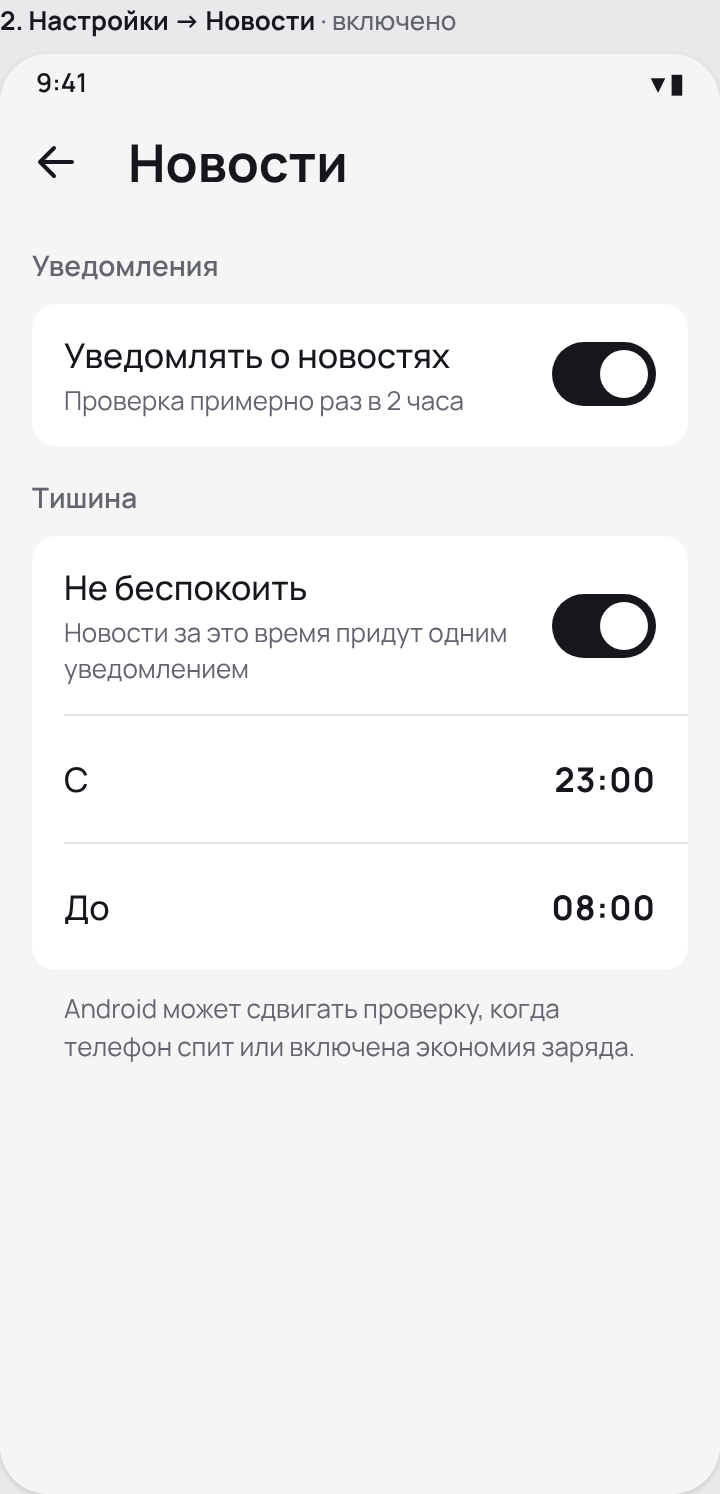 2. Настройки → Новости · включено
9:41
Новости
Уведомления
Уведомлять о новостях
Проверка примерно раз в 2 часа
Тишина
Не беспокоить
Новости за это время придут одним
уведомлением
С 23:00
До 08:00
Android может сдвигать проверку, когда
телефон спит или включена экономия заряда.